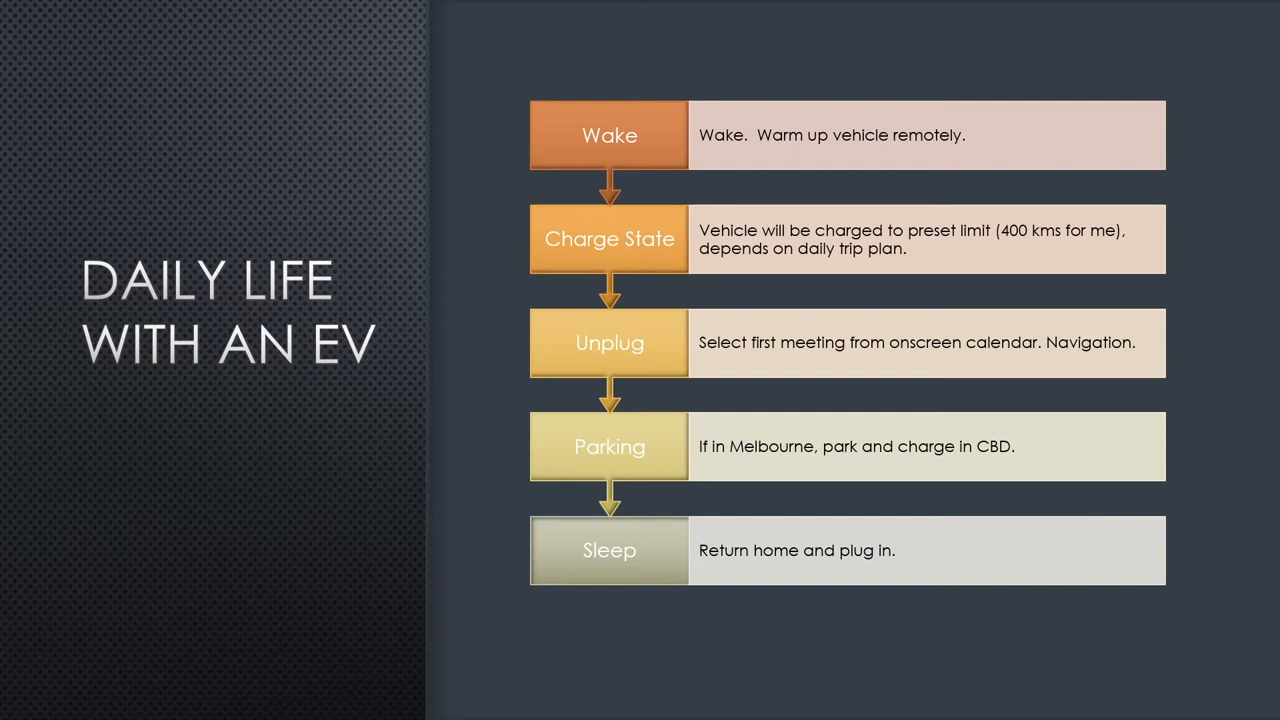 DAILY LIFE
WITH AN EV
Wake
Wake.  Warm up vehicle remotely.
Charge State
Vehicle will be charged to preset limit (400 kms for me),
depends on daily trip plan.
Unplug
Select first meeting from onscreen calendar. Navigation.
Parking
If in Melbourne, park and charge in CBD.
Sleep
Return home and plug in.